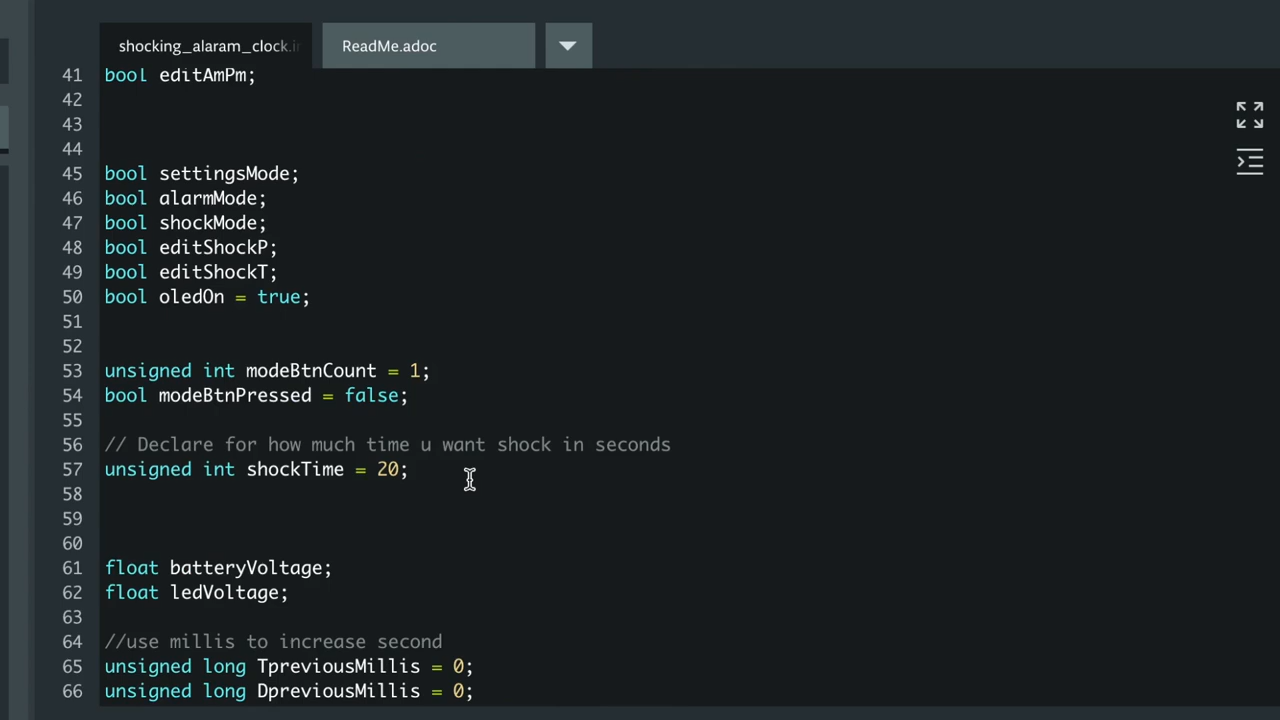 shocking_alaram_clock.i
ReadMe.adoc
41 bool editAmPm;
42
43
44
45 bool settingsMode;
46 bool alarmMode;
47 bool shockMode;
48 bool editShockP;
49 bool editShockT;
50 bool oledOn = true;
51
52
53 unsigned int modeBtnCount = 1;
54 bool modeBtnPressed = false;
55
56 // Declare for how much time u want shock in seconds
57 unsigned int shockTime = 20;
58
59
60
61 float batteryVoltage;
62 float ledVoltage;
63
64 //use millis to increase second
65 unsigned long TpreviousMillis = 0;
66 unsigned long DpreviousMillis = 0;